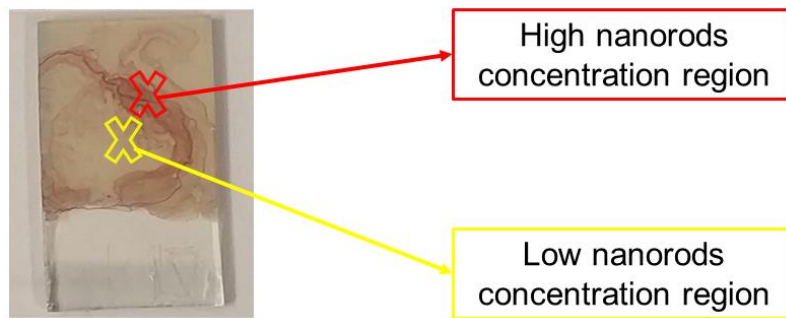 High nanorods
concentration region
Low nanorods
concentration region